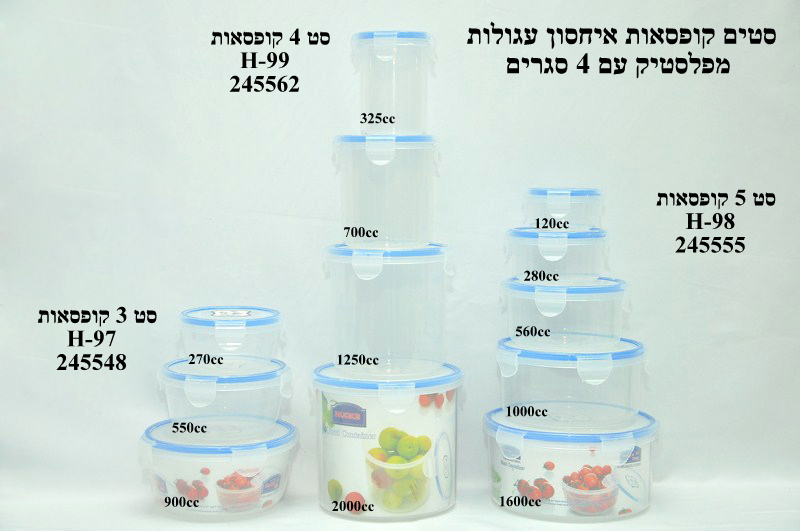 סטים קופסאות איחסון עגולות
מפלסטיק עם 4 סגרים
סט 4 קופסאות
H-99
245562
325cc
700cc
1250cc
2000cc
סט 5 קופסאות
H-98
245555
120cc
280cc
560cc
1000cc
1600cc
סט 3 קופסאות
H-97
245548
270cc
550cc
900cc